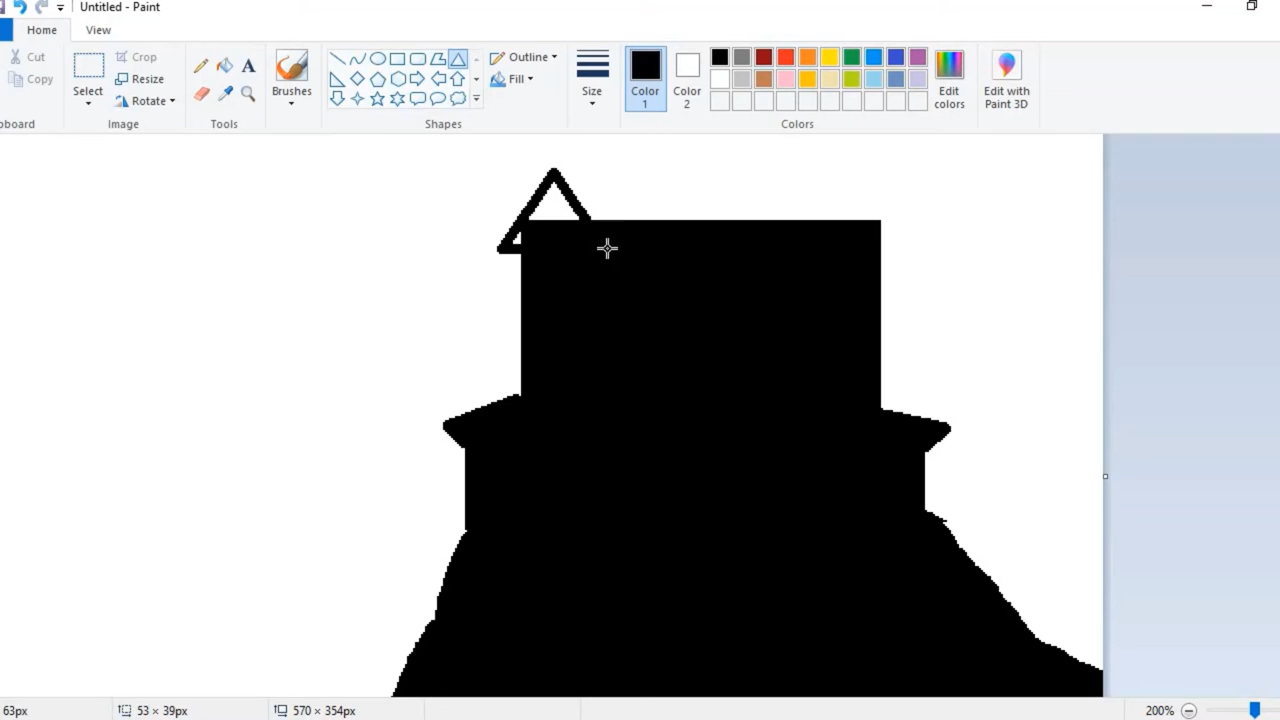 Untitled - Paint
Home View
Cut
Copy
Select
Crop
Resize
Rotate
A
Brushes
Outline
Fill
Size
Color 1
Color 2
Edit colors
Edit with Paint 3D
board
Image
Tools
Shapes
Colors
63px
53 × 39px
570 × 354px
200%